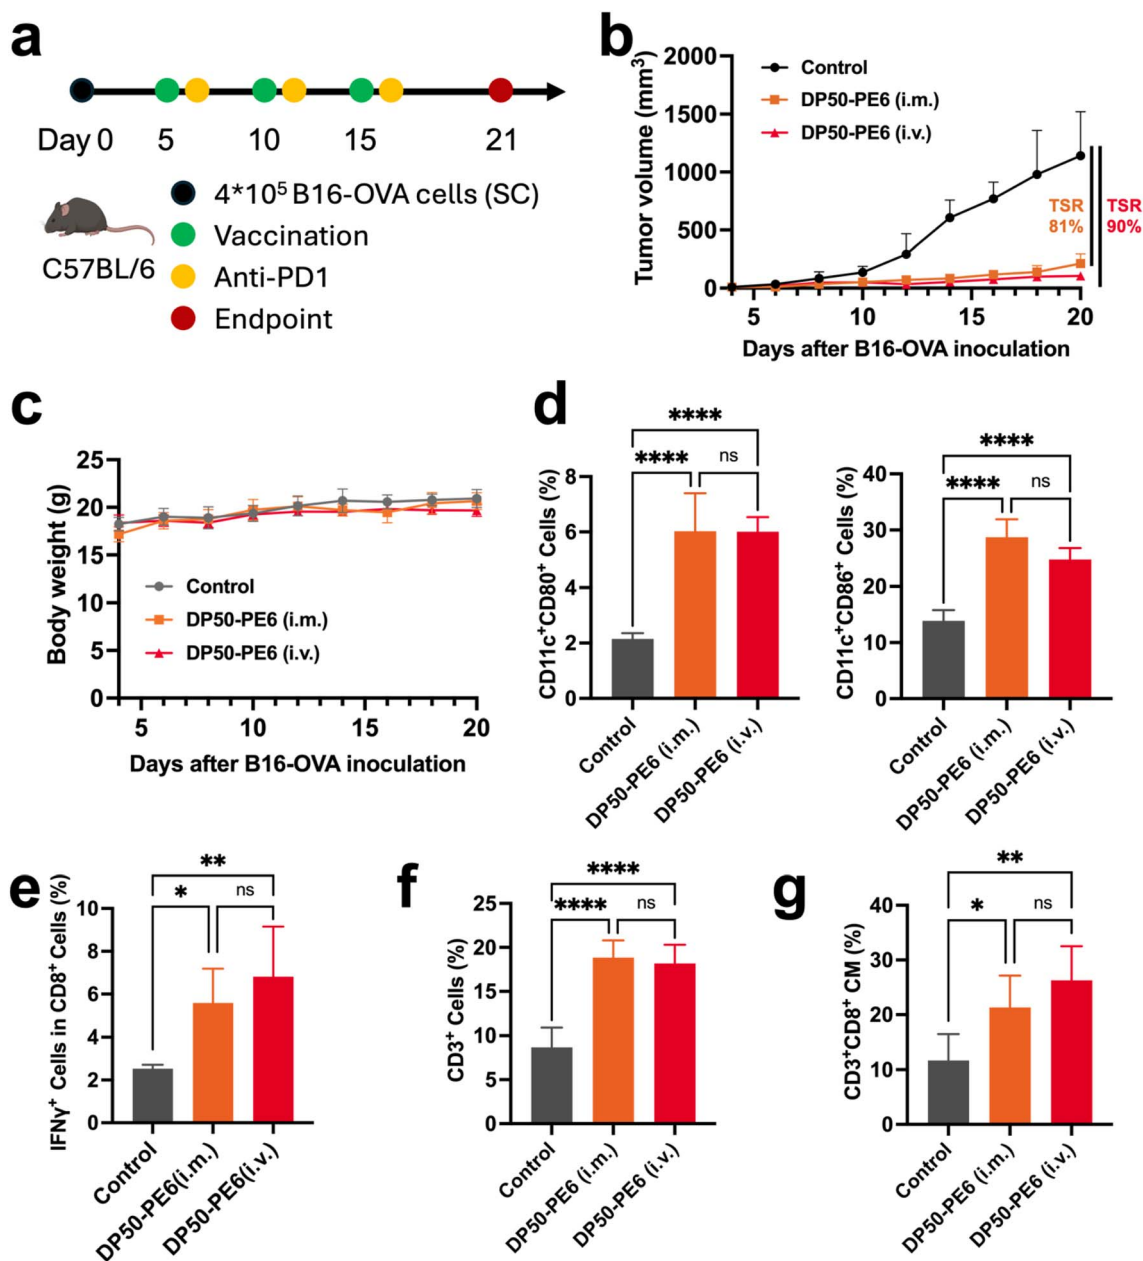 a
Day 0 5 10 15 21
C57BL/6
4*10⁵ B16-OVA cells (SC)
Vaccination
Anti-PD1
Endpoint
b
Tumor volume (mm³)
2000
1500
1000
500
0
Control
DP50-PE6 (i.m.)
DP50-PE6 (i.v.)
TSR
81%
TSR
90%
5 10 15 20
Days after B16-OVA inoculation
c
Body weight (g)
25
20
15
10
5
0
Control
DP50-PE6 (i.m.)
DP50-PE6 (i.v.)
5 10 15 20
Days after B16-OVA inoculation
d
CD11c⁺CD80⁺ Cells (%)
8
6
4
2
0
****
****
ns
Control
DP50-PE6 (i.m.)
DP50-PE6 (i.v.)
CD11c⁺CD86⁺ Cells (%)
40
30
20
10
0
****
****
ns
Control
DP50-PE6 (i.m.)
DP50-PE6 (i.v.)
e
IFNγ⁺ Cells in CD8⁺ Cells (%)
10
8
6
4
2
0
**
*
ns
Control
DP50-PE6(i.m.)
DP50-PE6(i.v.)
f
CD3⁺ Cells (%)
25
20
15
10
5
0
****
****
ns
Control
DP50-PE6 (i.m.)
DP50-PE6 (i.v.)
g
CD3⁺CD8⁺ CM (%)
40
30
20
10
0
**
*
ns
Control
DP50-PE6 (i.m.)
DP50-PE6 (i.v.)